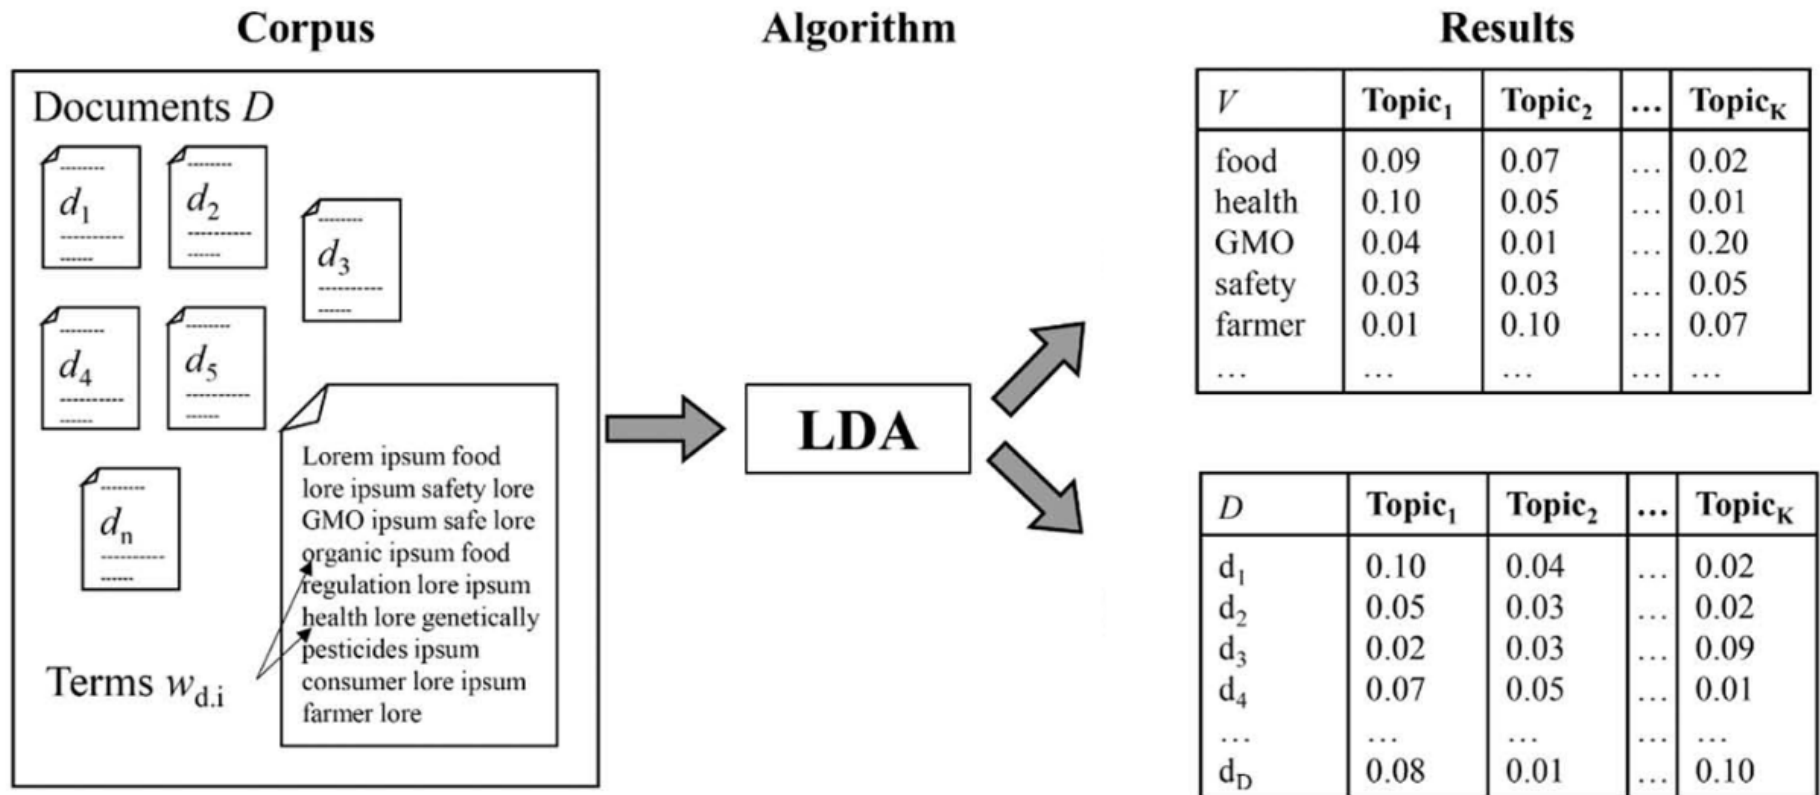 Corpus
Documents D
d1
d2
d3
d4
d5
dn
Lorem ipsum food
lore ipsum safety lore
GMO ipsum safe lore
organic ipsum food
regulation lore ipsum
health lore genetically
pesticides ipsum
consumer lore ipsum
farmer lore
Terms wd.i
Algorithm
LDA
Results
V Topic1 Topic2 ... TopicK
food 0.09 0.07 ... 0.02
health 0.10 0.05 ... 0.01
GMO 0.04 0.01 ... 0.20
safety 0.03 0.03 ... 0.05
farmer 0.01 0.10 ... 0.07
... ... ... ... ...
D Topic1 Topic2 ... TopicK
d1 0.10 0.04 ... 0.02
d2 0.05 0.03 ... 0.02
d3 0.02 0.03 ... 0.09
d4 0.07 0.05 ... 0.01
... ... ... ... ...
dD 0.08 0.01 ... 0.10